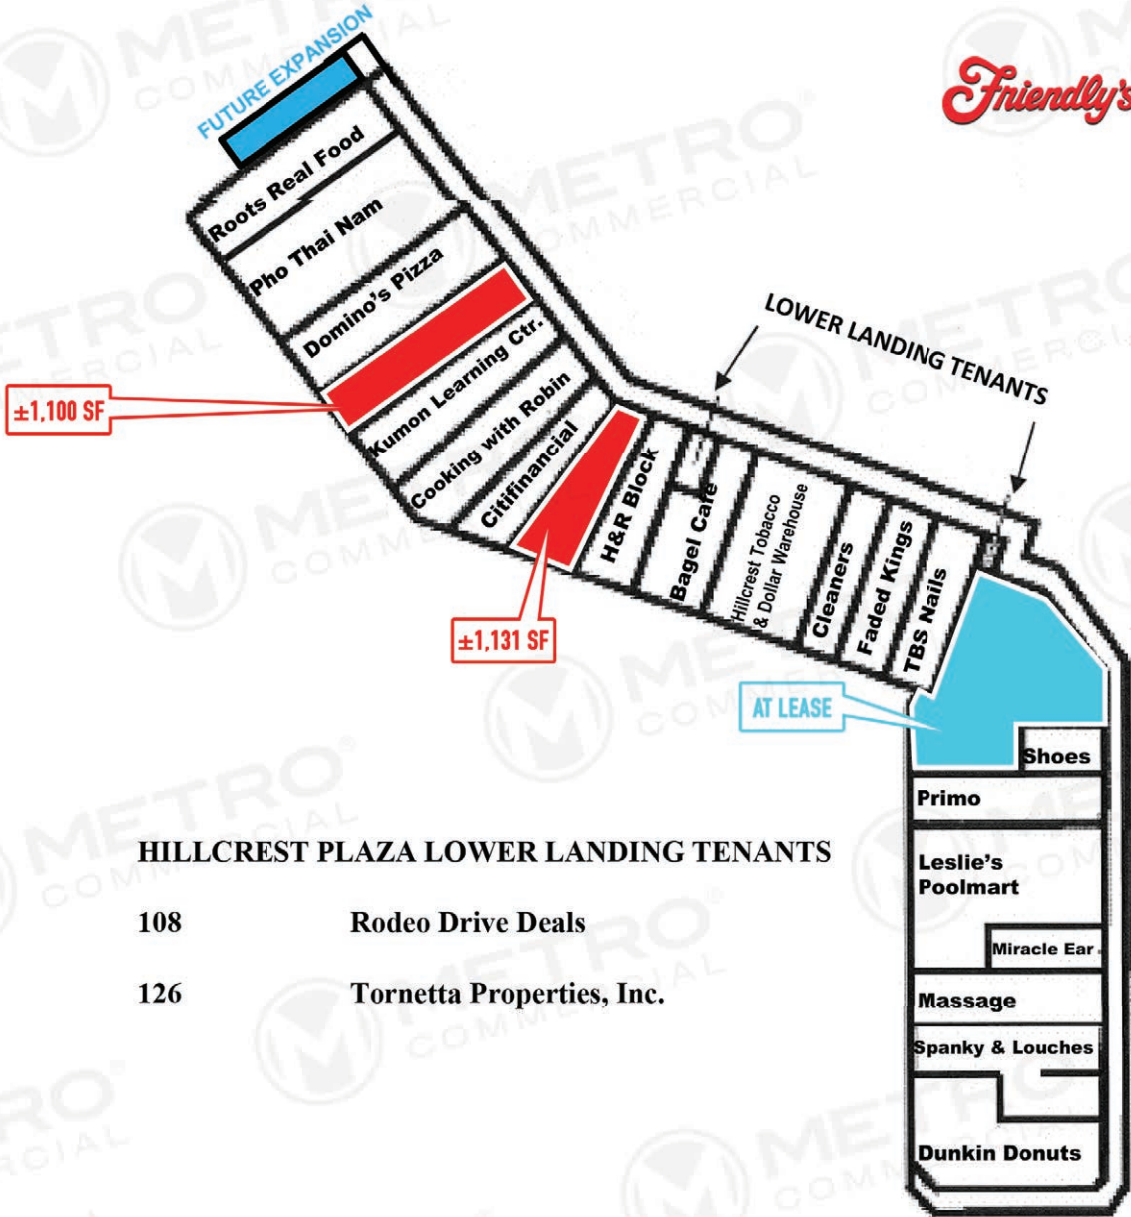 FUTURE EXPANSION
Friendly's
Roots Real Food
Pho Thai Nam
Domino's Pizza
±1,100 SF
Kumon Learning Ctr.
Cooking with Robin
Citifinancial
±1,131 SF
H&R Block
LOWER LANDING TENANTS
Bagel Cafe
Hillcrest Tobacco
& Dollar Warehouse
Cleaners
Faded Kings
TBS Nails
AT LEASE
Shoes
Primo
Leslie's
Poolmart
Miracle Ear
Massage
Spanky & Louches
Dunkin Donuts
HILLCREST PLAZA LOWER LANDING TENANTS
108 Rodeo Drive Deals
126 Tornetta Properties, Inc.
METRO®
COMMERCIAL